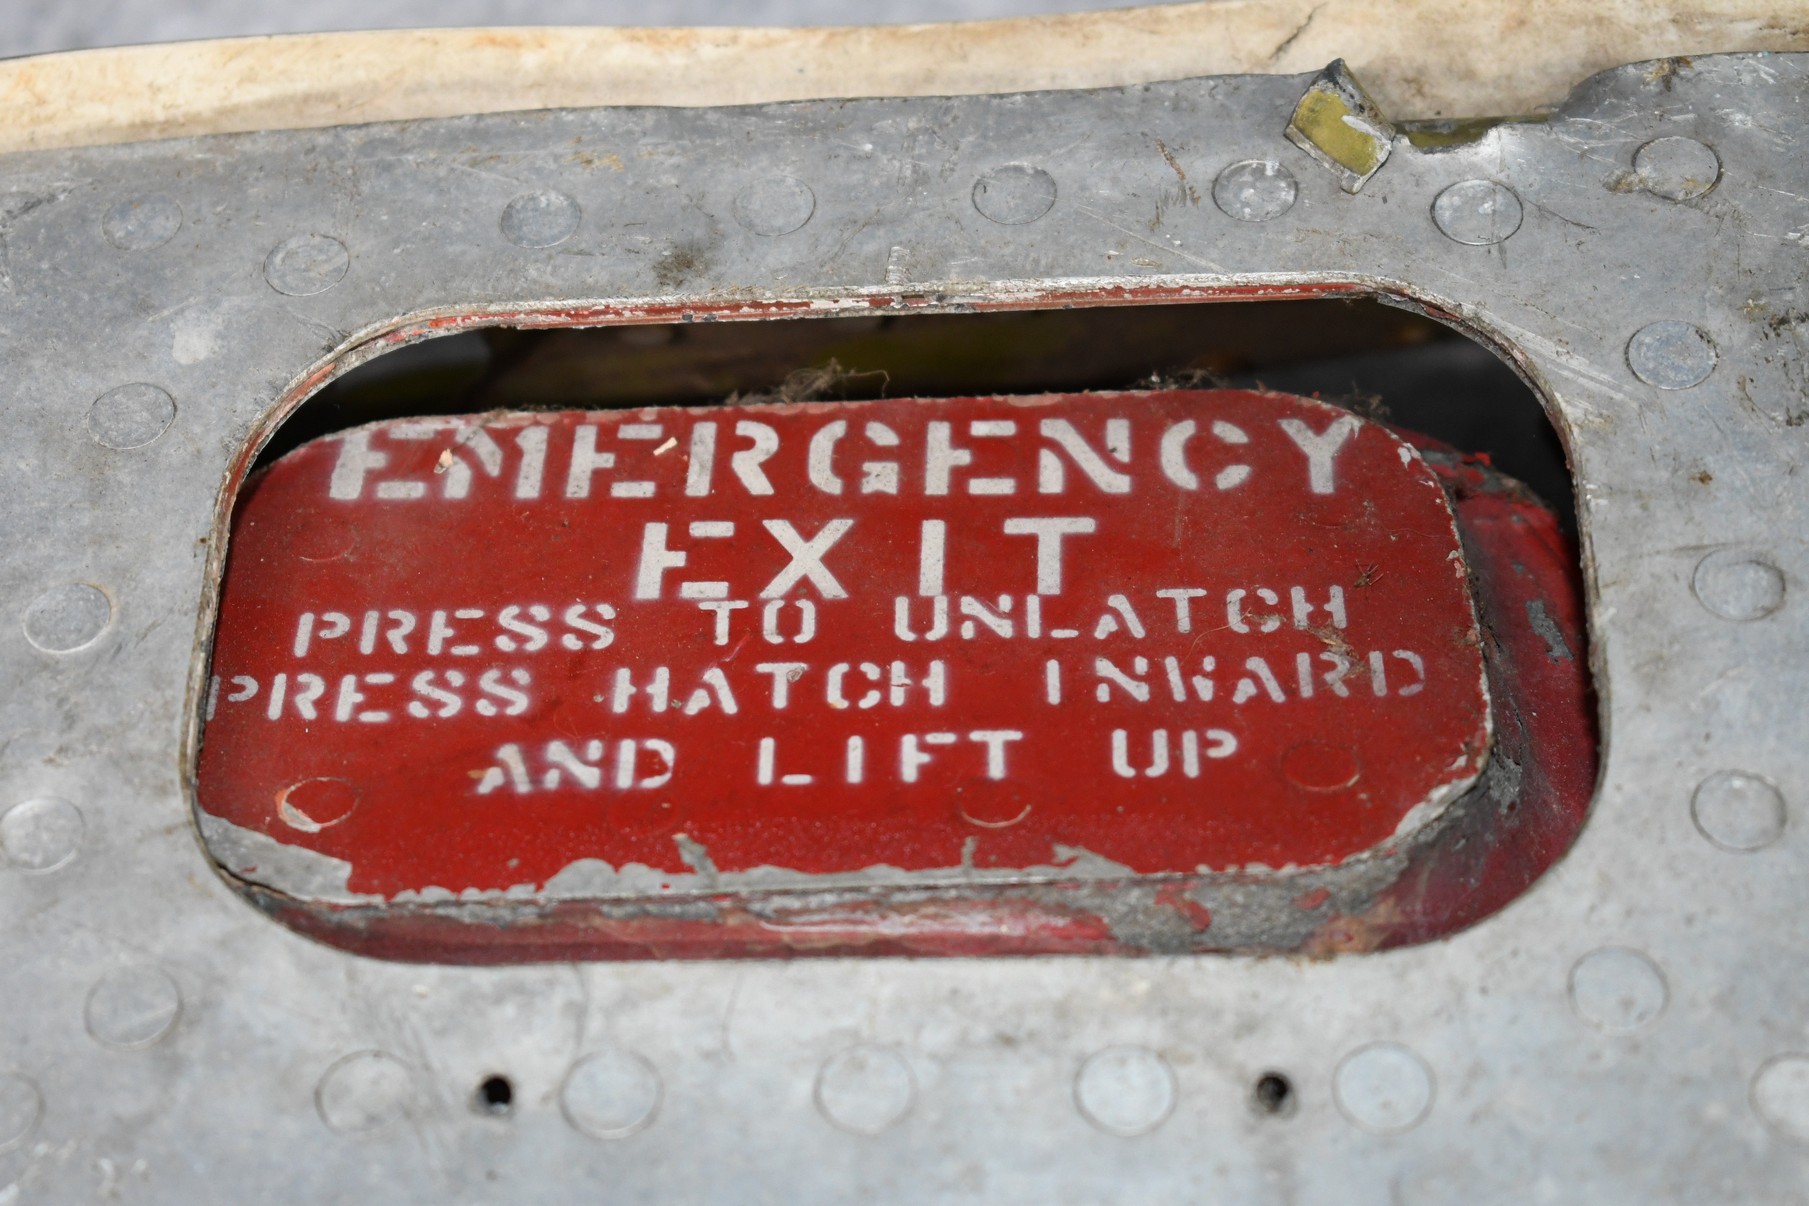 EMERGENCY
EXIT
PRESS TO UNLATCH
PRESS HATCH INWARD
AND LIFT UP